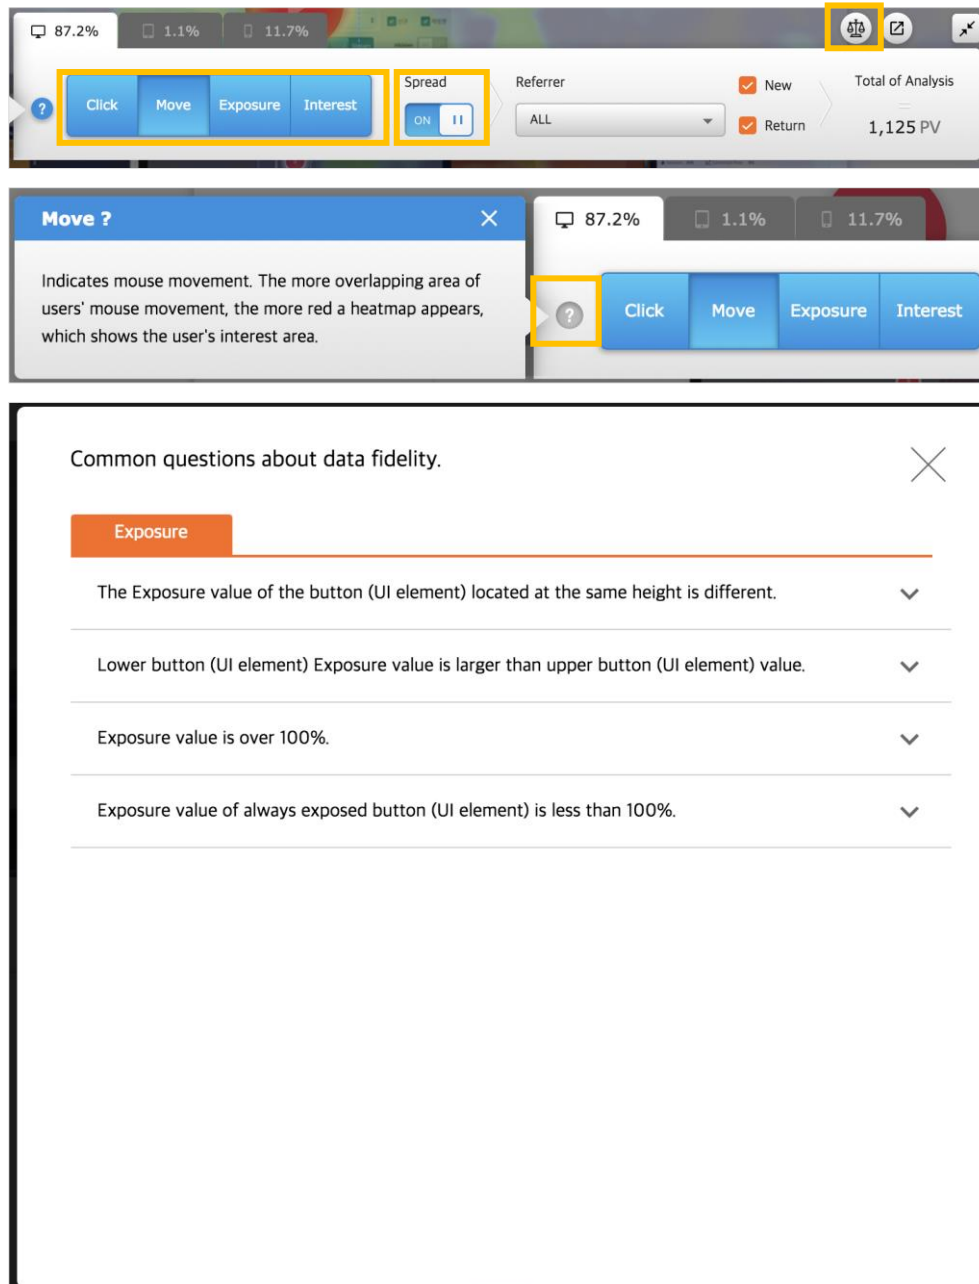 87.2%
1.1%
11.7%
?
Click
Move
Exposure
Interest
Spread
ON
Referrer
ALL
New
Return
Total of Analysis
=
1,125 PV
Move ?
Indicates mouse movement. The more overlapping area of
users' mouse movement, the more red a heatmap appears,
which shows the user's interest area.
87.2%
1.1%
11.7%
?
Click
Move
Exposure
Interest
Common questions about data fidelity.
Exposure
The Exposure value of the button (UI element) located at the same height is different.
Lower button (UI element) Exposure value is larger than upper button (UI element) value.
Exposure value is over 100%.
Exposure value of always exposed button (UI element) is less than 100%.